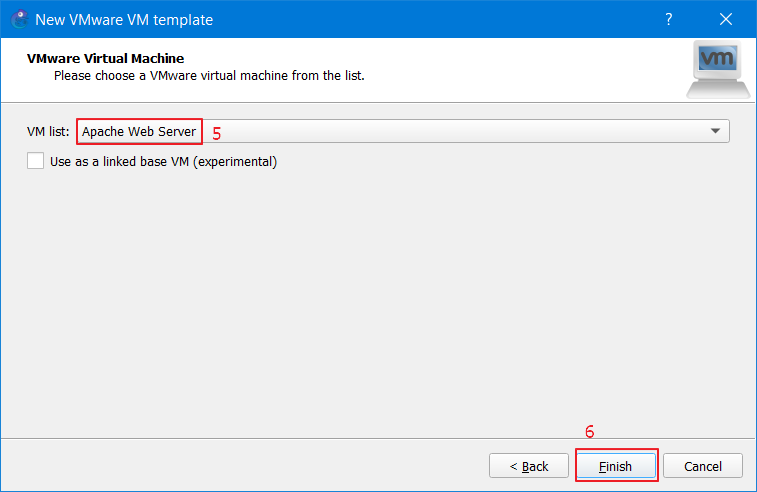 New VMware VM template
?
VMware Virtual Machine
Please choose a VMware virtual machine from the list.
vm
VM list: Apache Web Server 5
Use as a linked base VM (experimental)
6
< Back Finish Cancel